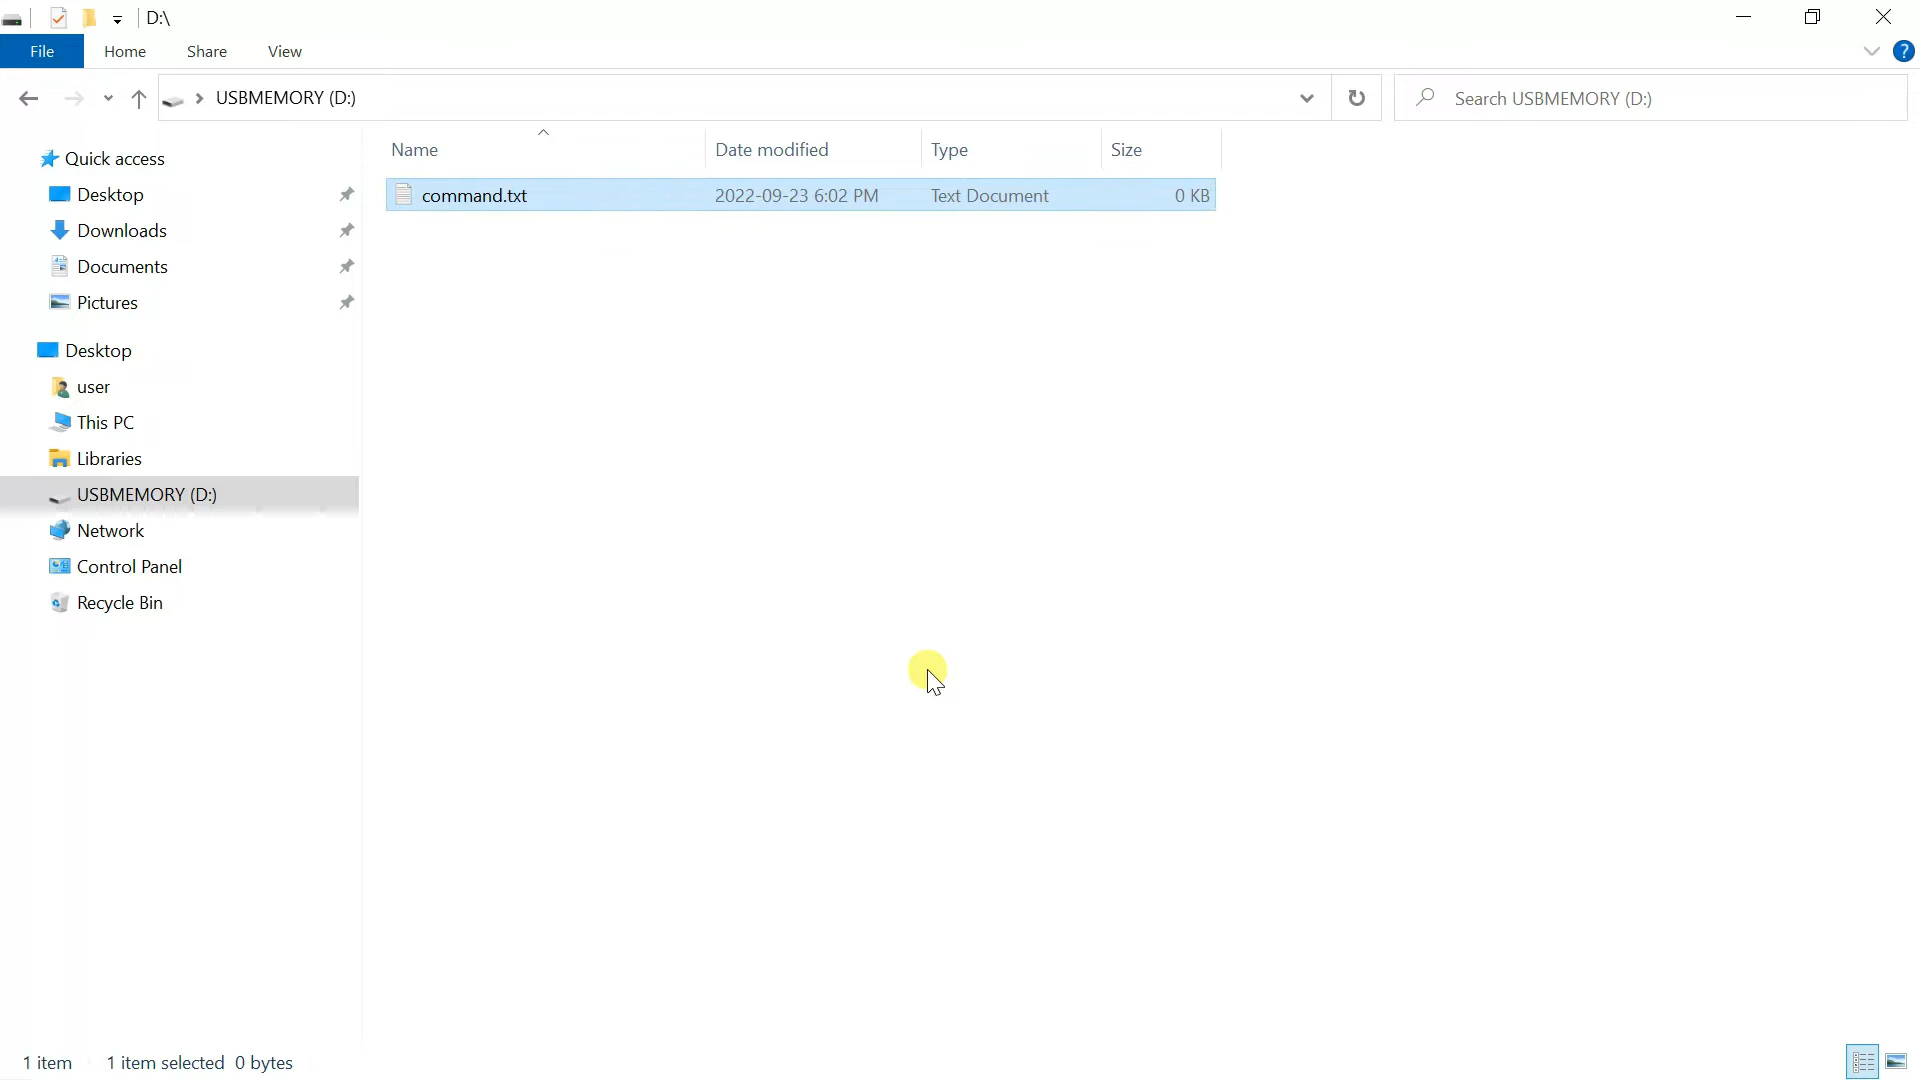 D:\
File Home Share View ?
USBMEMORY (D:) Search USBMEMORY (D:)
Quick access
Desktop
Downloads
Documents
Pictures
Desktop
user
This PC
Libraries
USBMEMORY (D:)
Network
Control Panel
Recycle Bin
Name Date modified Type Size
command.txt 2022-09-23 6:02 PM Text Document 0 KB
1 item 1 item selected 0 bytes